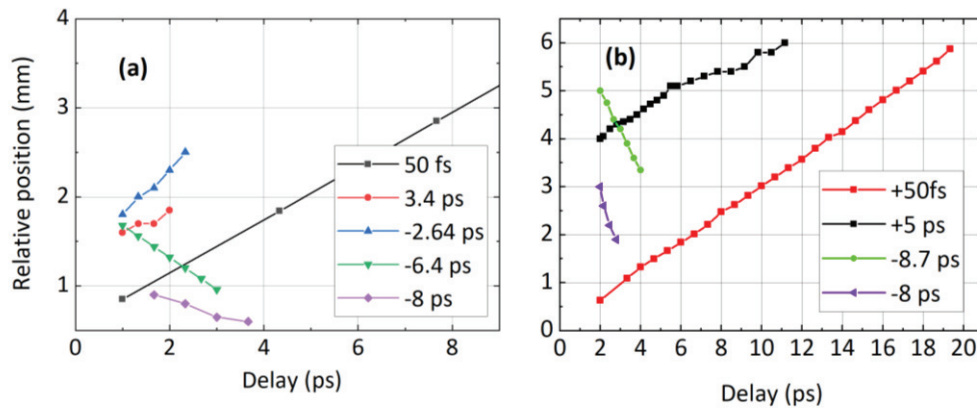 4
3
2
1
0
2
4
6
8
Relative position (mm)
Delay (ps)
(a)
50 fs
3.4 ps
-2.64 ps
-6.4 ps
-8 ps
6
5
4
3
2
1
0
0
2
4
6
8
10
12
14
16
18
20
Delay (ps)
(b)
+50fs
+5 ps
-8.7 ps
-8 ps